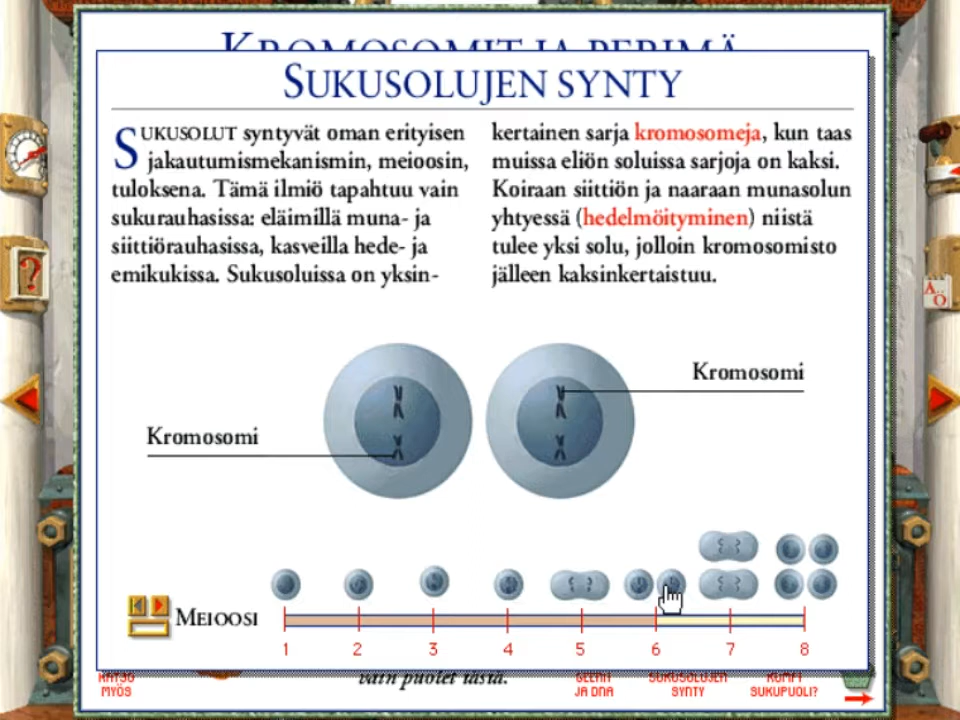 KROMOSOMIT JA PERIMÄ
SUKUSOLUJEN SYNTY
SUKUSOLUT syntyvät oman erityisen
jakautumismekanismin, meioosin,
tuloksena. Tämä ilmiö tapahtuu vain
sukurauhasissa: eläimillä muna- ja
siittiörauhasissa, kasveilla hede- ja
emikukissa. Sukusoluissa on yksin-
kertainen sarja kromosomeja, kun taas
muissa eliön soluissa sarjoja on kaksi.
Koiraan siittiön ja naaraan munasolun
yhtyessä (hedelmöityminen) niistä
tulee yksi solu, jolloin kromosomisto
jälleen kaksinkertaistuu.
Kromosomi
Kromosomi
MEIOOSI
1 2 3 4 5 6 7 8
vain puolet tästä.
KATSO
MYÖS
GEENIT
JA DNA
SUKUSOLUJEN
SYNTY
KUMPI
SUKUPUOLI?
?
A...
O